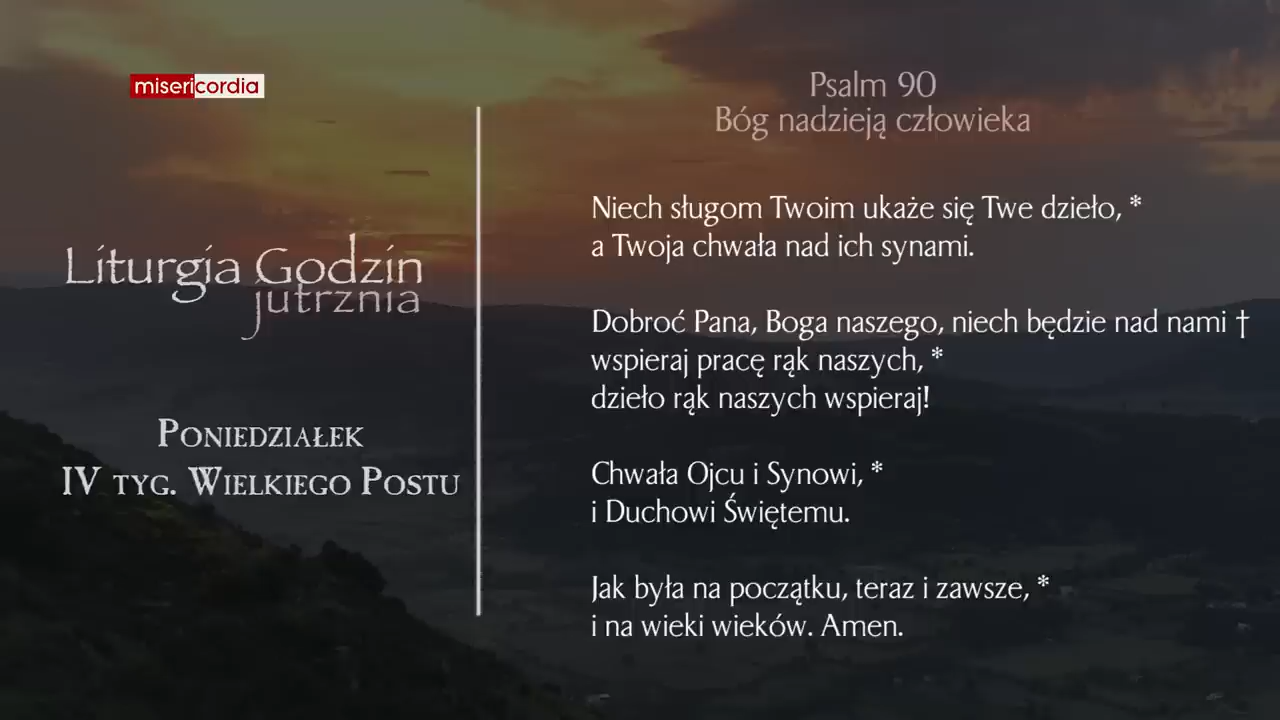 misericordia
Liturgia Godzin
jutrznia
Poniedziałek
IV tyg. Wielkiego Postu
Psalm 90
Bóg nadzieją człowieka
Niech sługom Twoim ukaże się Twe dzieło, *
a Twoja chwała nad ich synami.
Dobroć Pana, Boga naszego, niech będzie nad nami †
wspieraj pracę rąk naszych, *
dzieło rąk naszych wspieraj!
Chwała Ojcu i Synowi, *
i Duchowi Świętemu.
Jak była na początku, teraz i zawsze, *
i na wieki wieków. Amen.